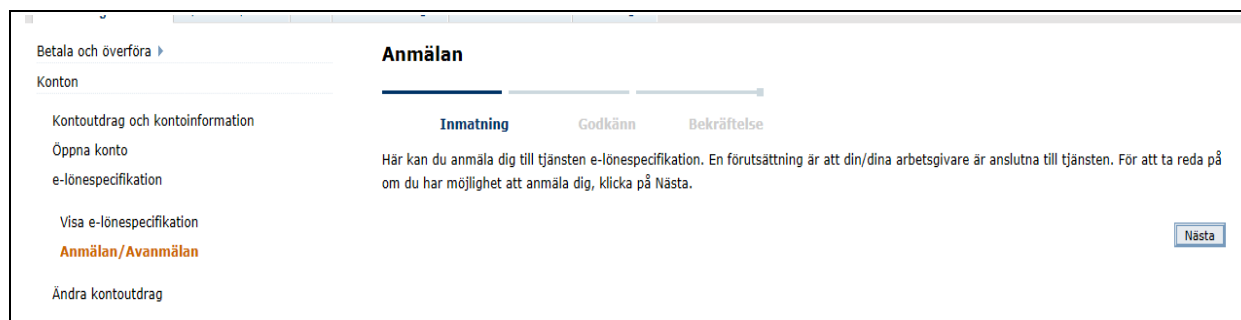 Betala och överföra
Konton
Kontoutdrag och kontoinformation
Öppna konto
e-lönespecifikation
Visa e-lönespecifikation
Anmälan/Avanmälan
Ändra kontoutdrag
Anmälan
Inmatning Godkänn Bekräftelse
Här kan du anmäla dig till tjänsten e-lönespecifikation. En förutsättning är att din/dina arbetsgivare är anslutna till tjänsten. För att ta reda på
om du har möjlighet att anmäla dig, klicka på Nästa.
Nästa